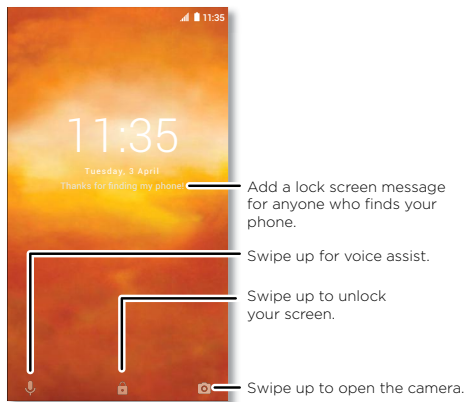 11:35
11:35
Tuesday, 3 April
Thanks for finding my phone!
Add a lock screen message
for anyone who finds your
phone.
Swipe up for voice assist.
Swipe up to unlock
your screen.
Swipe up to open the camera.